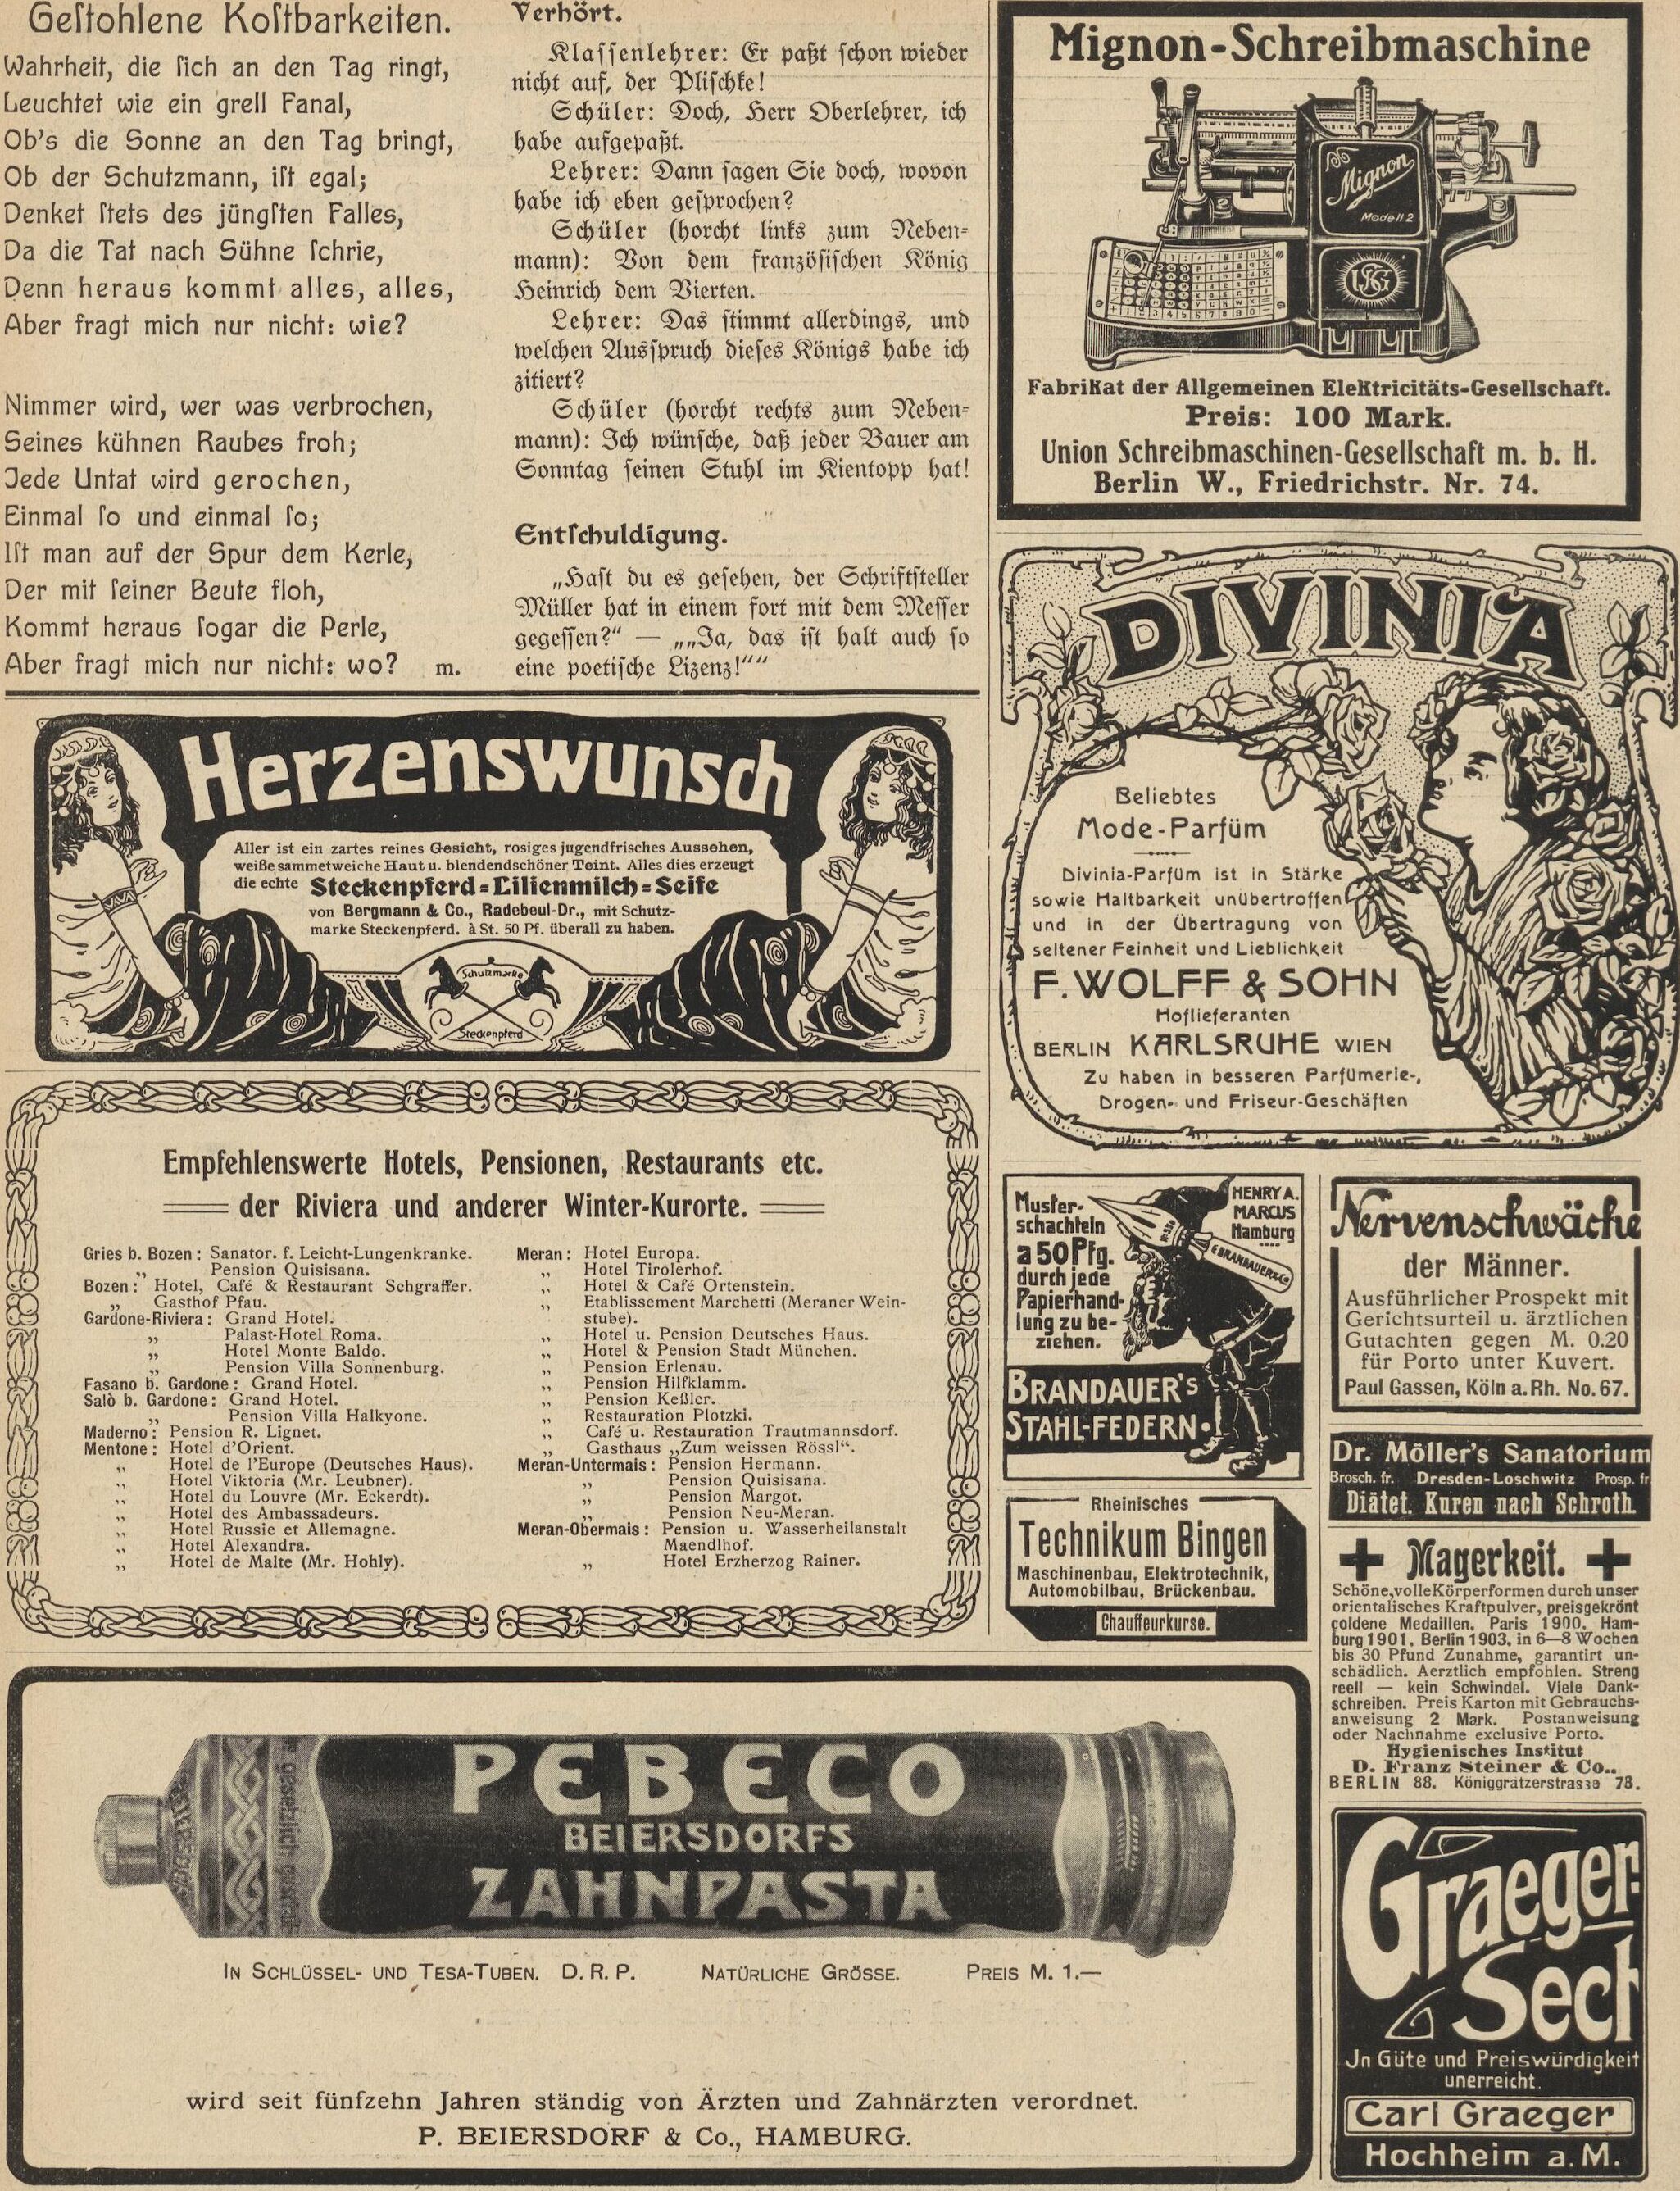 Geſtohlene Koſtbarkeiten.
Wahrheit, die ſich an den Tag ringt,
Leuchtet wie ein grell Fanal,
Ob's die Sonne an den Tag bringt,
Ob der Schutzmann, iſt egal;
Denket ſtets des jüngſten Falles,
Da die Tat nach Sühne ſchrie,
Denn heraus kommt alles, alles,
Aber fragt mich nur nicht: wie?
Nimmer wird, wer was verbrochen,
Seines kühnen Raubes froh;
Jede Untat wird gerochen,
Einmal ſo und einmal ſo;
Iſt man auf der Spur dem Kerle,
Der mit ſeiner Beute floh,
Kommt heraus ſogar die Perle,
Aber fragt mich nur nicht: wo? m.
Verhört.
Klaſſenlehrer: Er paßt ſchon wieder
nicht auf, der Pliſchke!
Schüler: Doch, Herr Oberlehrer, ich
habe aufgepaßt.
Lehrer: Dann ſagen Sie doch, wovon
habe ich eben geſprochen?
Schüler (horcht links zum Neben-
mann): Von dem franzöſiſchen König
Heinrich dem Vierten.
Lehrer: Das ſtimmt allerdings, und
welchen Ausſpruch dieſes Königs habe ich
zitiert?
Schüler (horcht rechts zum Neben-
mann): Ich wünſche, daß jeder Bauer am
Sonntag ſeinen Stuhl im Kientopp hat!
Entſchuldigung.
„Haſt du es geſehen, der Schriftſteller
Müller hat in einem fort mit dem Meſſer
gegeſſen?“ — „„Ja, das iſt halt auch ſo
eine poetiſche Lizenz!““
Mignon-Schreibmaschine
Mignon
Modell 2
Fabrikat der Allgemeinen Elektricitäts-Gesellschaft.
Preis: 100 Mark.
Union Schreibmaschinen-Gesellschaft m. b. H.
Berlin W., Friedrichstr. Nr. 74.
Herzenswunsch
Aller ist ein zartes reines Gesicht, rosiges jugendfrisches Aussehen,
weiße sammetweiche Haut u. blendendschöner Teint. Alles dies erzeugt
die echte Steckenpferd=Lilienmilch=Seife
von Bergmann & Co., Radebeul-Dr., mit Schutz-
marke Steckenpferd. à St. 50 Pf. überall zu haben.
Schutzmarke
Steckenpferd
DIVINIA
Beliebtes
Mode-Parfüm
Divinia-Parfüm ist in Stärke
sowie Haltbarkeit unübertroffen
und in der Übertragung von
seltener Feinheit und Lieblichkeit
F. WOLFF & SOHN
Hoflieferanten
BERLIN KARLSRUHE WIEN
Zu haben in besseren Parfümerie-,
Drogen- und Friseur-Geschäften
Empfehlenswerte Hotels, Pensionen, Restaurants etc.
der Riviera und anderer Winter-Kurorte.
Gries b. Bozen: Sanator. f. Leicht-Lungenkranke.
„ Pension Quisisana.
Bozen: Hotel, Café & Restaurant Schgraffer.
„ Gasthof Pfau.
Gardone-Riviera: Grand Hotel.
„ Palast-Hotel Roma.
„ Hotel Monte Baldo.
„ Pension Villa Sonnenburg.
Fasano b. Gardone: Grand Hotel.
Salò b. Gardone: Grand Hotel.
„ Pension Villa Halkyone.
Maderno: Pension R. Lignet.
Mentone: Hotel d'Orient.
„ Hotel de l'Europe (Deutsches Haus).
„ Hotel Viktoria (Mr. Leubner).
„ Hotel du Louvre (Mr. Eckerdt).
„ Hotel des Ambassadeurs.
„ Hotel Russie et Allemagne.
„ Hotel Alexandra.
„ Hotel de Malte (Mr. Hohly).
Meran: Hotel Europa.
„ Hotel Tirolerhof.
„ Hotel & Café Ortenstein.
„ Etablissement Marchetti (Meraner Wein-
stube).
„ Hotel u. Pension Deutsches Haus.
„ Hotel & Pension Stadt München.
„ Pension Erlenau.
„ Pension Hilfklamm.
„ Pension Keßler.
„ Restauration Plotzki.
„ Café u. Restauration Trautmannsdorf.
„ Gasthaus „Zum weissen Rössl“.
Meran-Untermais: Pension Hermann.
„ Pension Quisisana.
„ Pension Margot.
„ Pension Neu-Meran.
Meran-Obermais: Pension u. Wasserheilanstalt
Maendlhof.
„ Hotel Erzherzog Rainer.
Muster-
schachteln
a 50 Pfg.
durch jede
Papierhand-
lung zu be-
ziehen.
HENRY A.
MARCUS
Hamburg
C BRANDAUER & Co
BRANDAUER'S
STAHL-FEDERN.
Rheinisches
Technikum Bingen
Maschinenbau, Elektrotechnik,
Automobilbau, Brückenbau.
Chauffeurkurse.
Nervenschwäche
der Männer.
Ausführlicher Prospekt mit
Gerichtsurteil u. ärztlichen
Gutachten gegen M. 0.20
für Porto unter Kuvert.
Paul Gassen, Köln a. Rh. No. 67.
Dr. Möller's Sanatorium
Brosch. fr. Dresden-Loschwitz Prosp. fr
Diätet. Kuren nach Schroth.
Magerkeit.
Schöne, volle Körperformen durch unser
orientalisches Kraftpulver, preisgekrönt
goldene Medaillen, Paris 1900, Ham-
burg 1901, Berlin 1903, in 6—8 Wochen
bis 30 Pfund Zunahme, garantirt un-
schädlich. Aerztlich empfohlen. Streng
reell — kein Schwindel. Viele Dank-
schreiben. Preis Karton mit Gebrauchs-
anweisung 2 Mark. Postanweisung
oder Nachnahme exclusive Porto.
Hygienisches Institut
D. Franz Steiner & Co..
BERLIN 88. Königgrätzerstrasse 78.
gesetzlich
PEBECO
BEIERSDORFS
ZAHNPASTA
IN SCHLÜSSEL- UND TESA-TUBEN. D. R. P. NATÜRLICHE GRÖSSE. PREIS M. 1.—
wird seit fünfzehn Jahren ständig von Ärzten und Zahnärzten verordnet.
P. BEIERSDORF & Co., HAMBURG.
Graeger-
Sect
In Güte und Preiswürdigkeit
unerreicht.
Carl Graeger
Hochheim a. M.